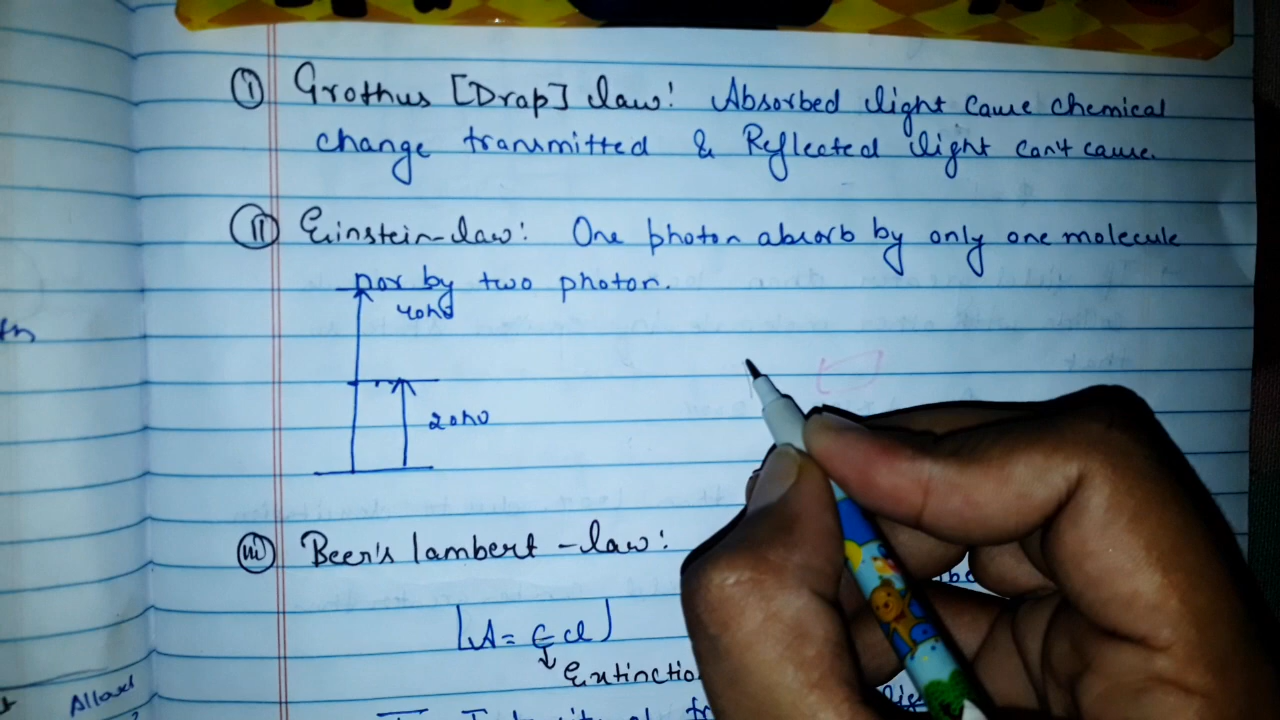 I Grothus [Drap] law: Absorbed light cause chemical
change transmitted & Reflected light can't cause.
II Einstein-law: One photon absorb by only one molecule
nor by two photon.
40hν
20hν
III Beer's lambert-law:
A= ϵcl
Extinctio
Allowed